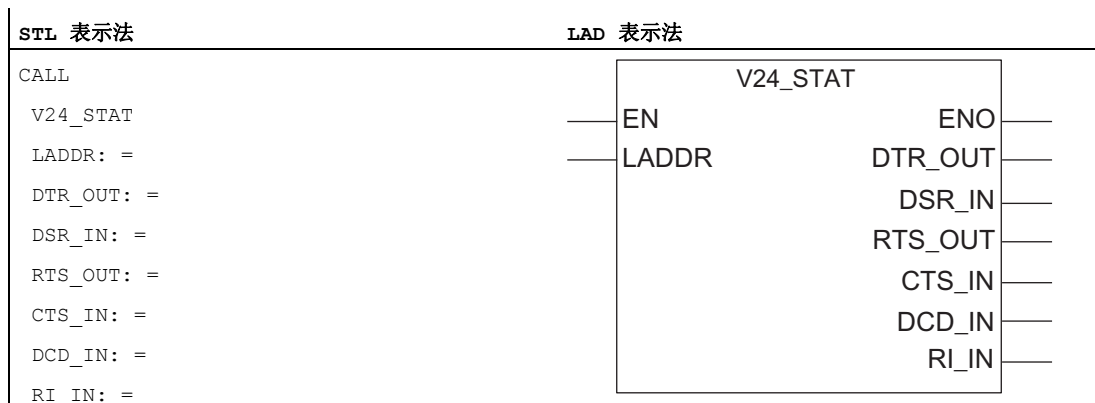 STL 表示法
LAD 表示法
CALL
V24_STAT
LADDR: =
DTR_OUT: =
DSR_IN: =
RTS_OUT: =
CTS_IN: =
DCD_IN: =
RI_IN: =
V24_STAT
EN ENO
LADDR DTR_OUT
DSR_IN
RTS_OUT
CTS_IN
DCD_IN
RI_IN